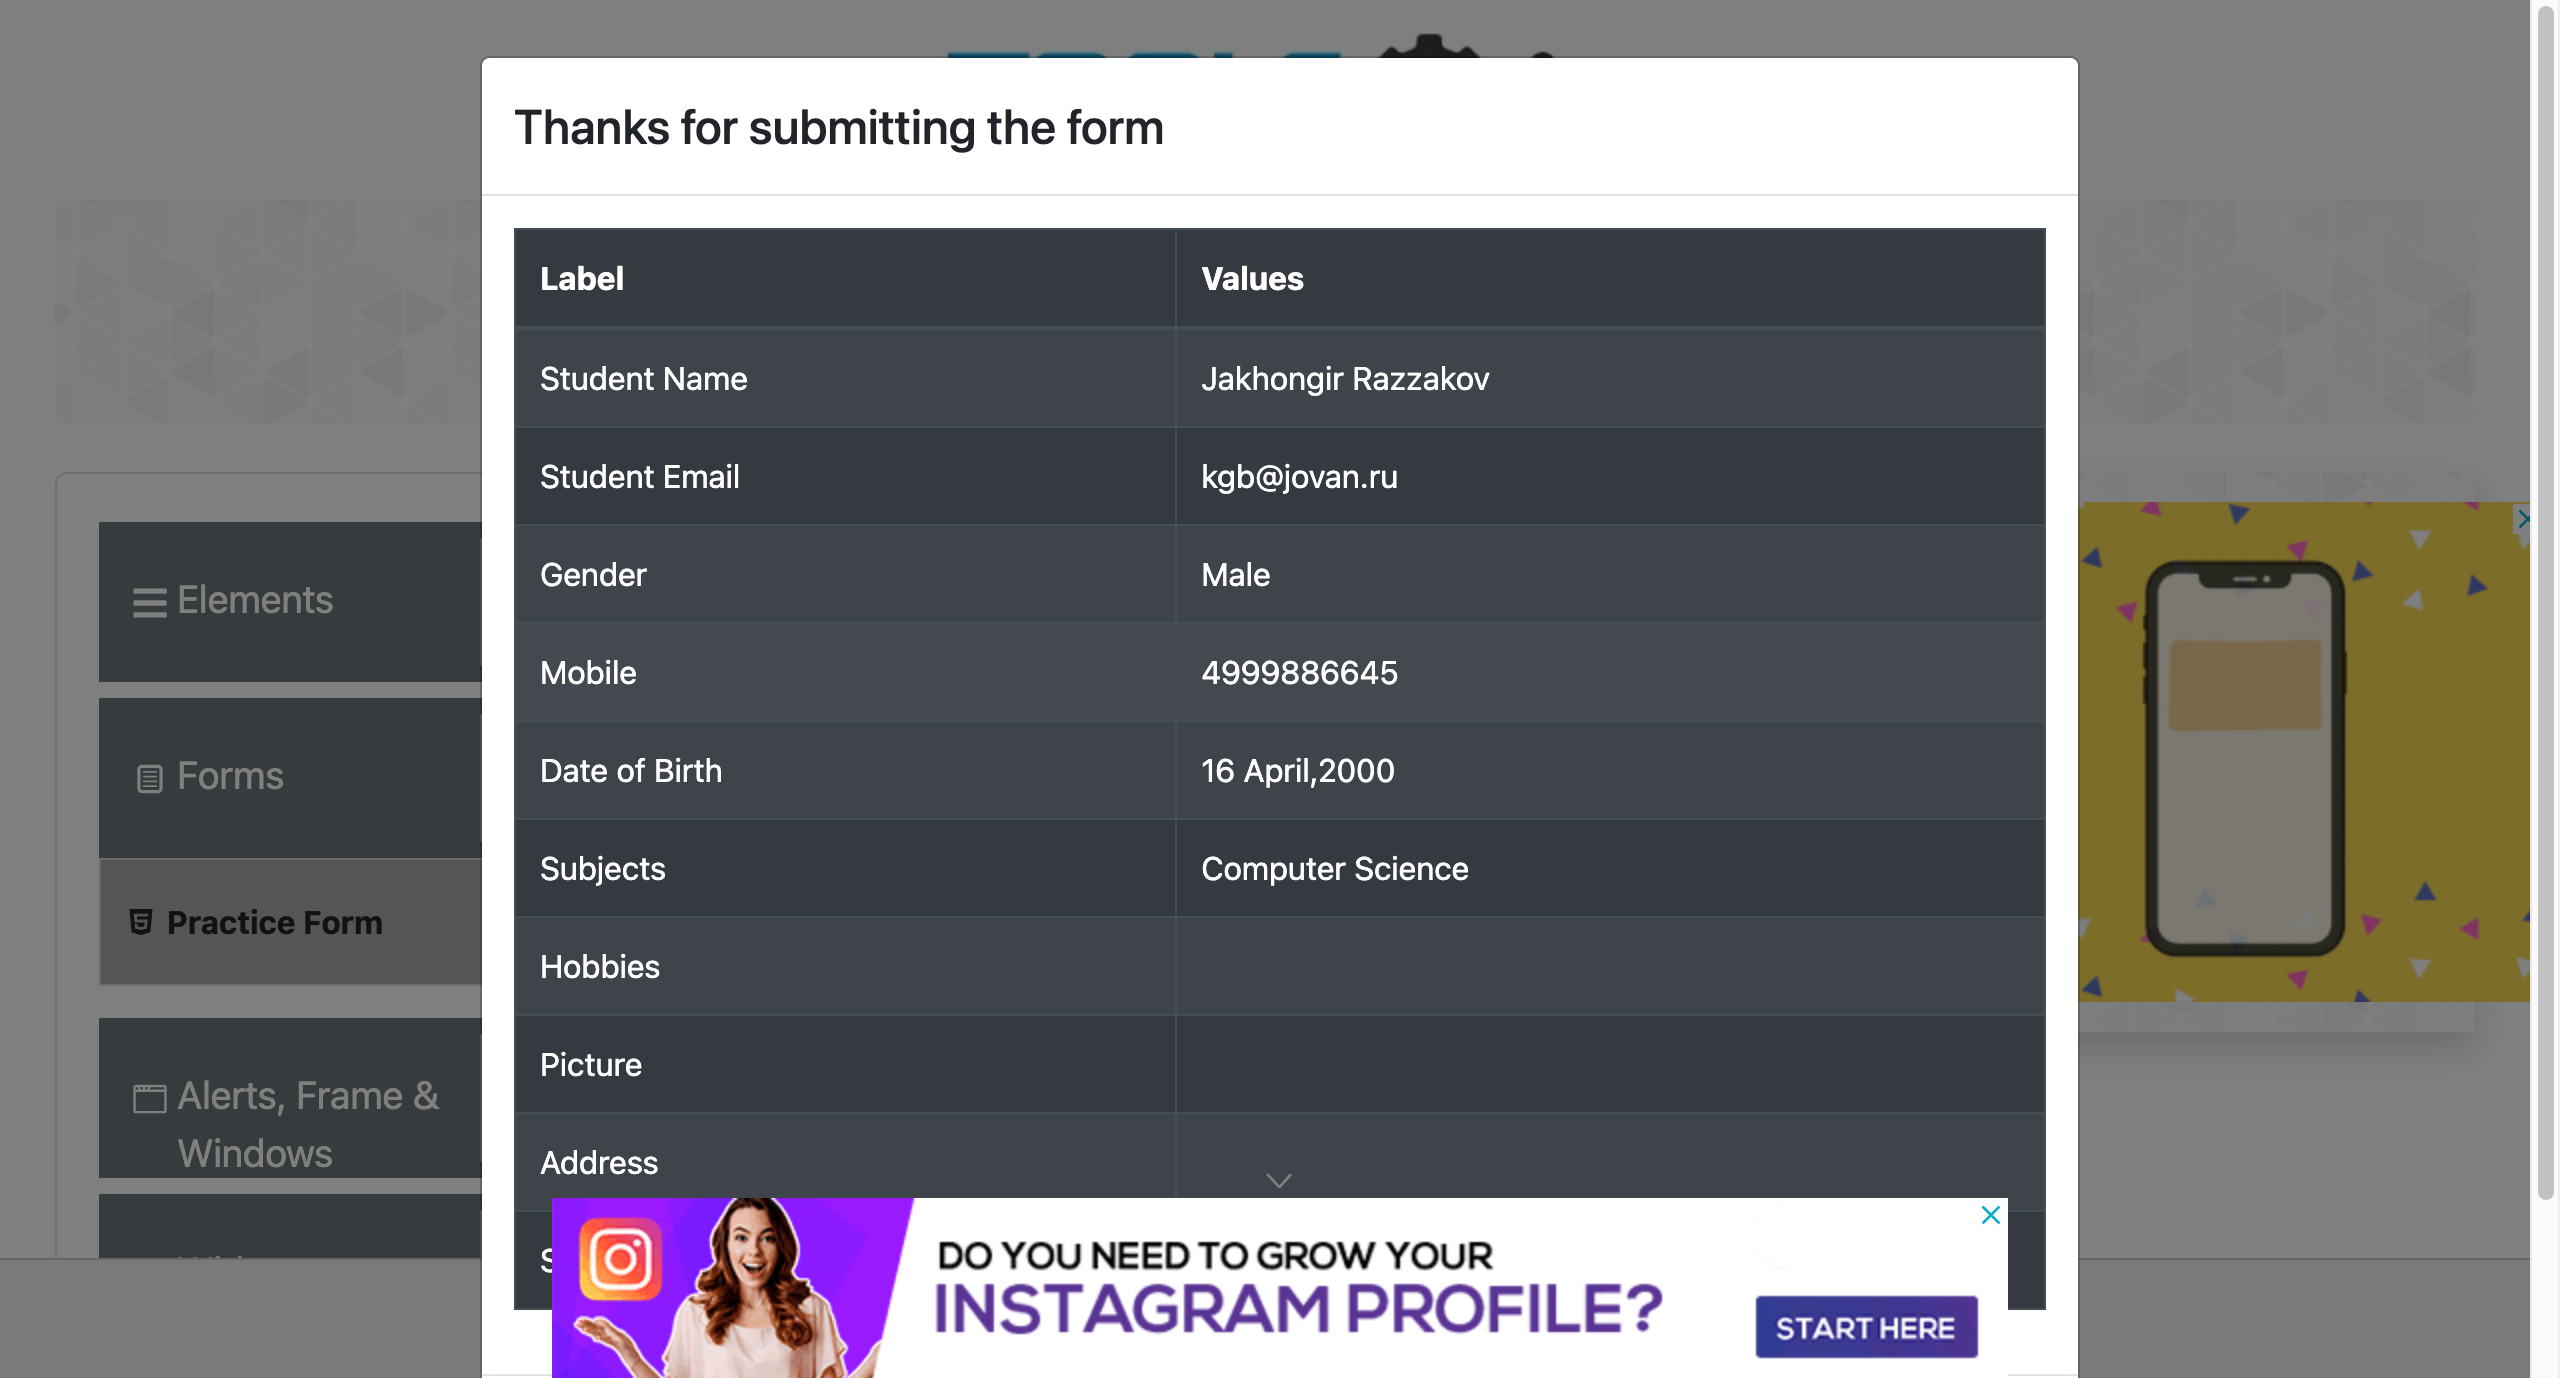 Thanks for submitting the form
Label Values
Student Name Jakhongir Razzakov
Student Email kgb@jovan.ru
Gender Male
Mobile 4999886645
Date of Birth 16 April,2000
Subjects Computer Science
Hobbies
Picture
Address
Elements
Forms
Practice Form
Alerts, Frame &
Windows
DO YOU NEED TO GROW YOUR
INSTAGRAM PROFILE?
START HERE